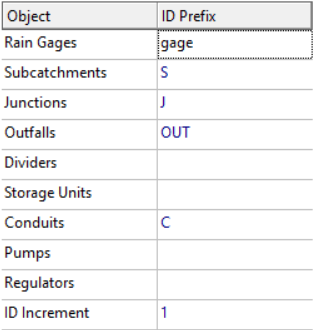 Object ID Prefix
Rain Gages gage
Subcatchments S
Junctions J
Outfalls OUT
Dividers
Storage Units
Conduits C
Pumps
Regulators
ID Increment 1